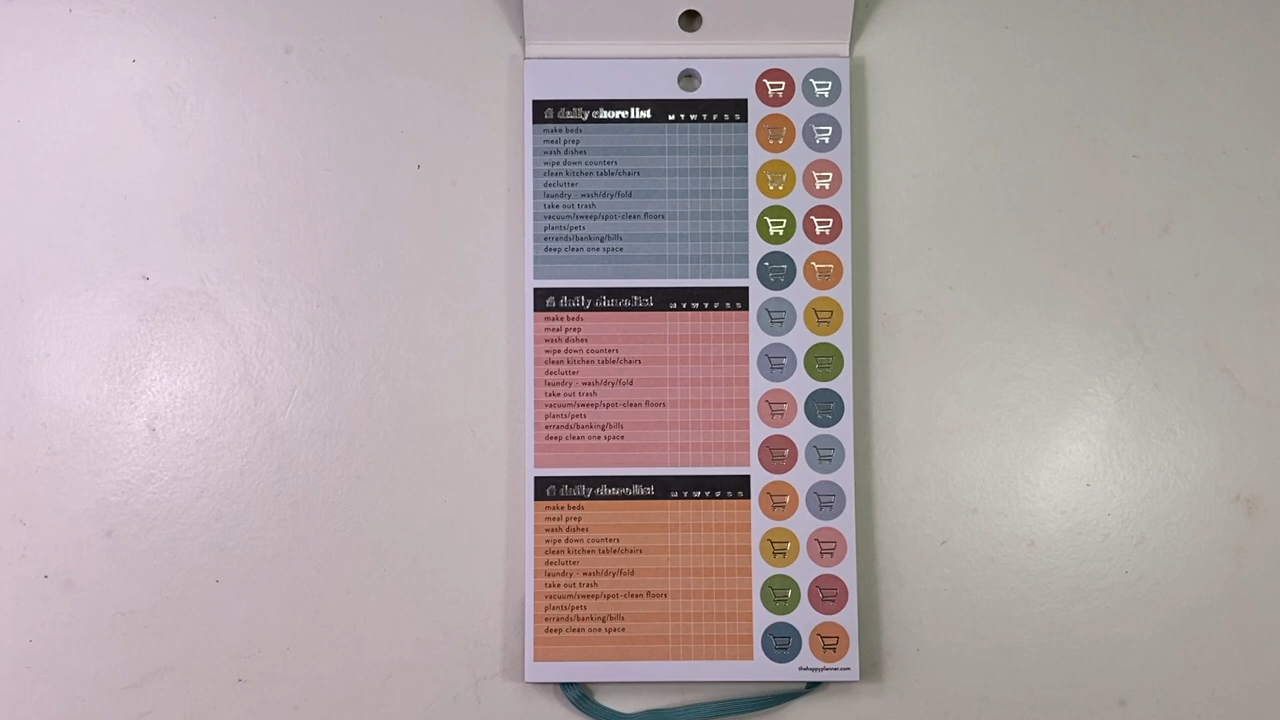 daily chore list M T W T F S S
make beds
meal prep
wash dishes
wipe down counters
clean kitchen table/chairs
declutter
laundry - wash/dry/fold
take out trash
vacuum/sweep/spot-clean floors
plants/pets
errands/banking/bills
deep clean one space
daily chore list M T W T F S S
make beds
meal prep
wash dishes
wipe down counters
clean kitchen table/chairs
declutter
laundry - wash/dry/fold
take out trash
vacuum/sweep/spot-clean floors
plants/pets
errands/banking/bills
deep clean one space
daily chore list M T W T F S S
make beds
meal prep
wash dishes
wipe down counters
clean kitchen table/chairs
declutter
laundry - wash/dry/fold
take out trash
vacuum/sweep/spot-clean floors
plants/pets
errands/banking/bills
deep clean one space
thehappyplanner.com